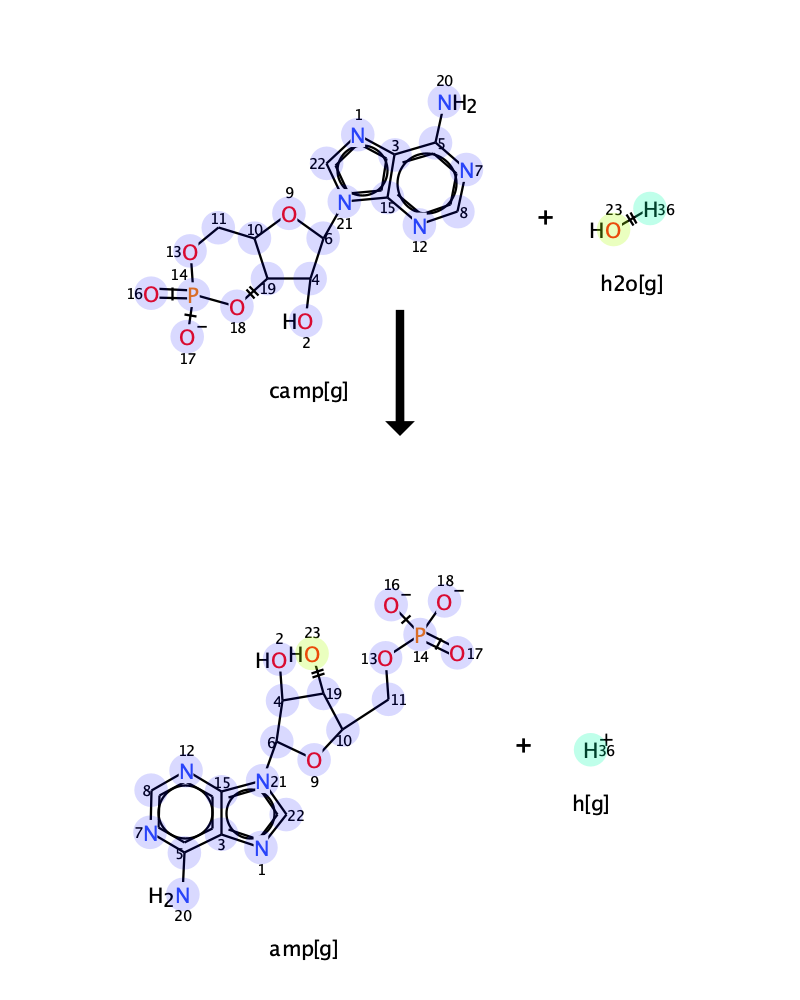 20
NH2
1
N
3
5
22
N7
9
O
N
15
8
11
10
6
21
N
12
13O
14
19
4
16O
P
O
18
HO
2
O−
17
camp[g]
+
23
HO
H36
h2o[g]
16
O−
18
O−
2
HO
23
HO
13O
P
14
O17
4
19
11
6
10
O
9
12
N
15
N21
8
22
7N
5
3
N
1
H2N
20
amp[g]
+
H+
36
h[g]